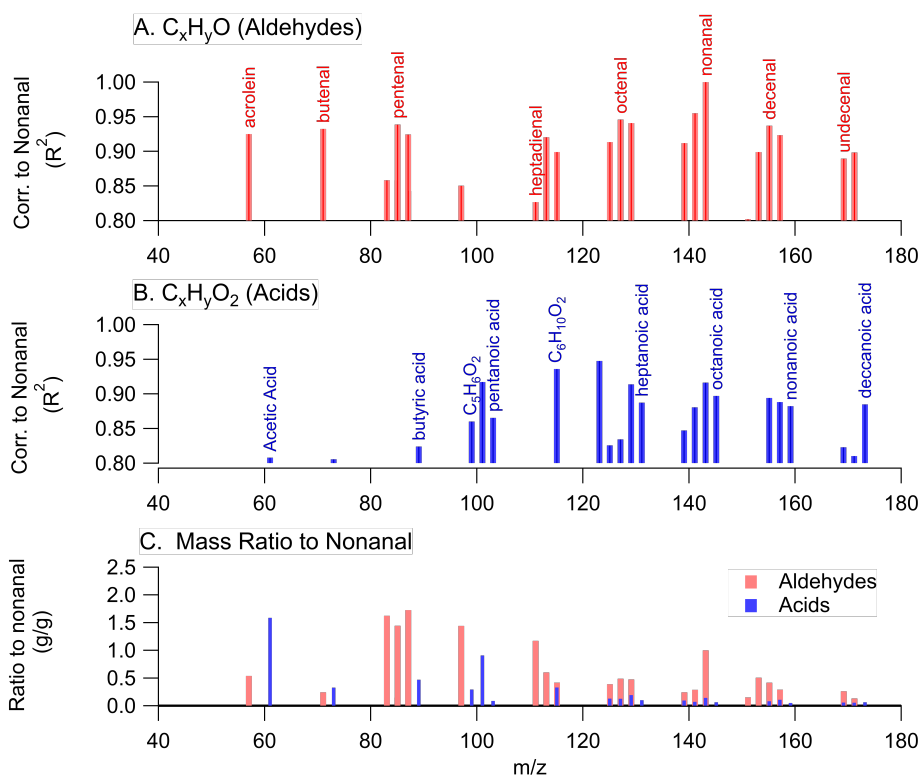 A. CxHyO (Aldehydes)
Corr. to Nonanal
(R²)
1.00
0.95
0.90
0.85
0.80
acrolein
butenal
pentenal
heptadienal
octenal
nonanal
decenal
undecenal
40 60 80 100 120 140 160 180
B. CxHyO2 (Acids)
Corr. to Nonanal
(R²)
1.00
0.95
0.90
0.85
0.80
Acetic Acid
butyric acid
C5H6O2
pentanoic acid
C6H10O2
heptanoic acid
octanoic acid
nonanoic acid
deccanoic acid
40 60 80 100 120 140 160 180
C. Mass Ratio to Nonanal
Ratio to nonanal
(g/g)
2.5
2.0
1.5
1.0
0.5
0.0
Aldehydes
Acids
40 60 80 100 120 140 160 180
m/z